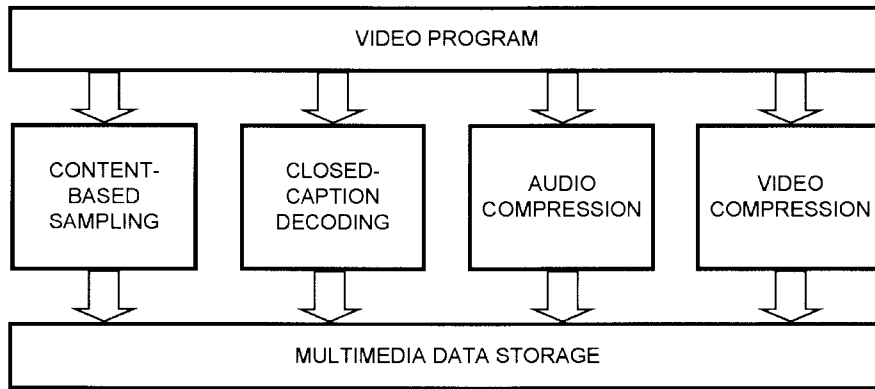 VIDEO PROGRAM
CONTENT-
BASED
SAMPLING
CLOSED-
CAPTION
DECODING
AUDIO
COMPRESSION
VIDEO
COMPRESSION
MULTIMEDIA DATA STORAGE